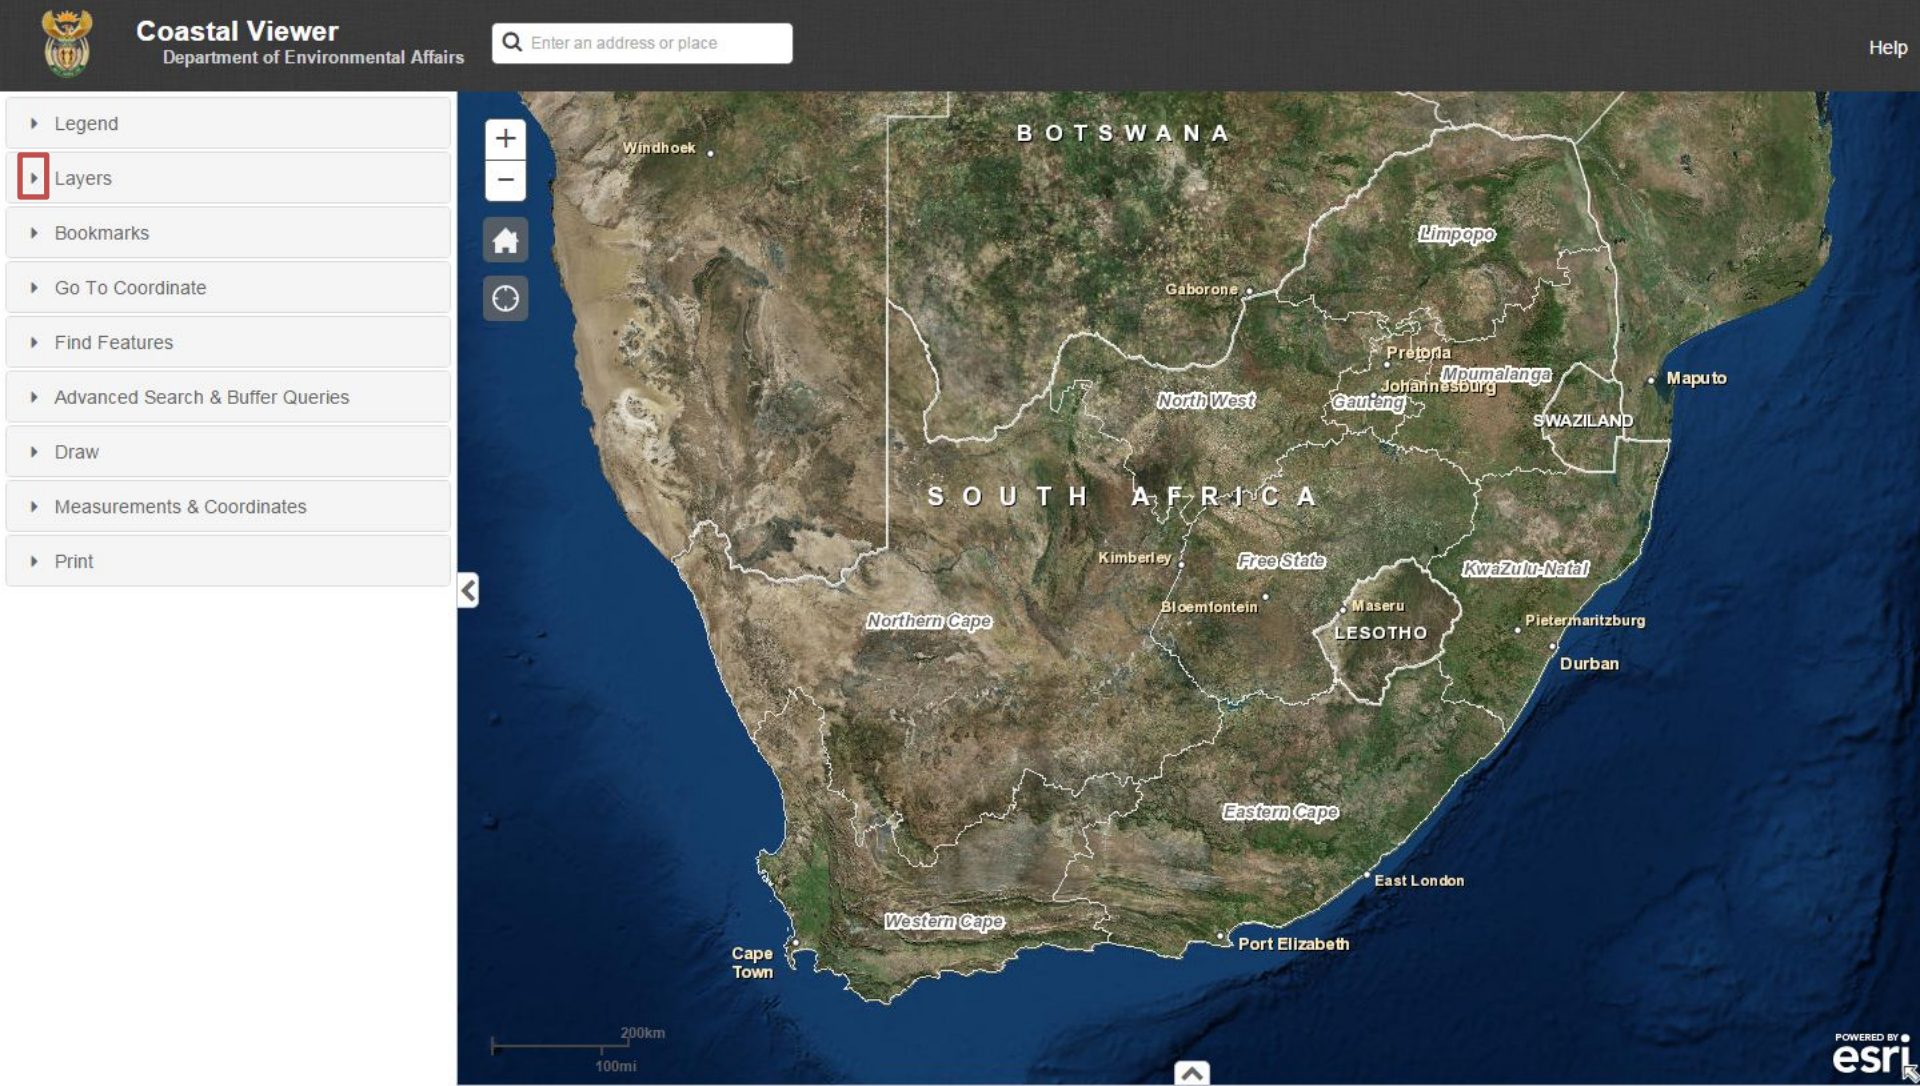 Coastal Viewer
Department of Environmental Affairs
Enter an address or place
Help
Legend
Layers
Bookmarks
Go To Coordinate
Find Features
Advanced Search & Buffer Queries
Draw
Measurements & Coordinates
Print
BOTSWANA
Windhoek
Limpopo
Gaborone
Pretoria
Mpumalanga
Johannesburg
Maputo
North West
Gauteng
SWAZILAND
SOUTH AFRICA
Kimberley
Free State
KwaZulu-Natal
Bloemfontein
Maseru
Northern Cape
LESOTHO
Pietermaritzburg
Durban
Eastern Cape
East London
Western Cape
Port Elizabeth
Cape
Town
200km
100mi
POWERED BY
esri